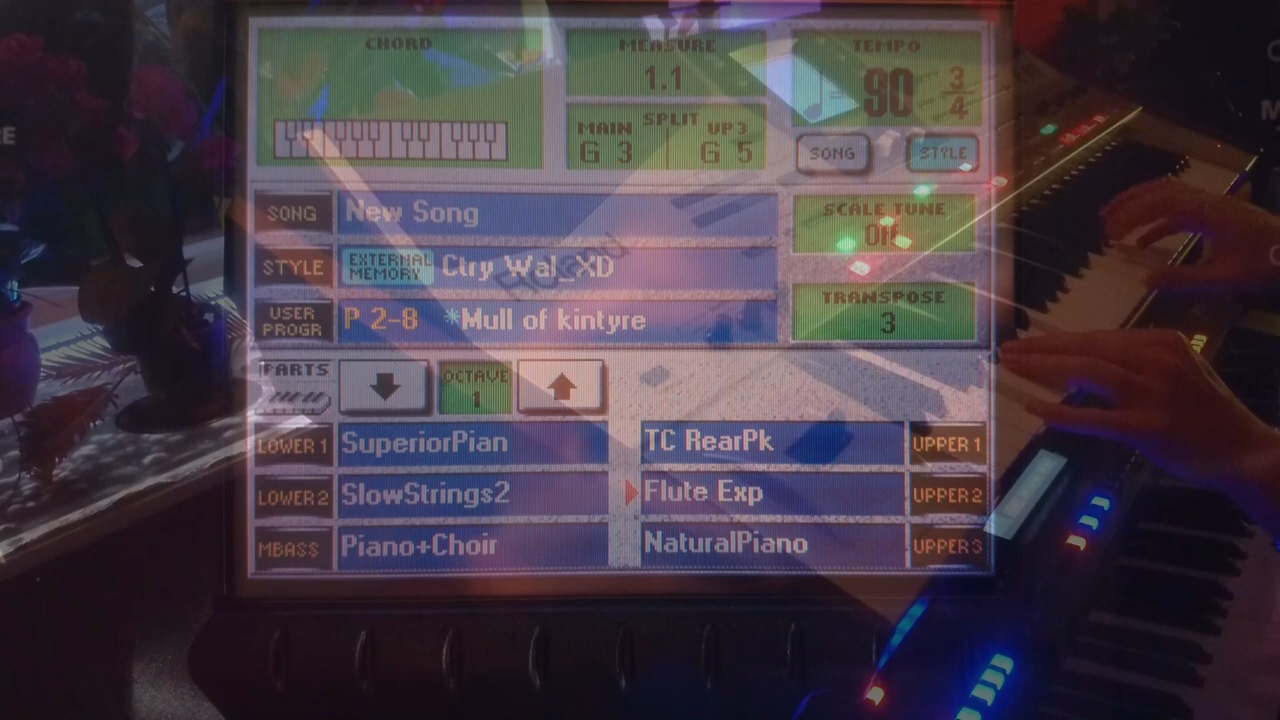 CHORD
MEASURE
1.1
TEMPO
= 90 3/4
MAIN SPLIT UP3
G 3 G 5
SONG STYLE
SONG New Song
SCALE TUNE
Off
STYLE EXTERNAL MEMORY Ctry Wal_XD
USER PROGR P 2-8 *Mull of kintyre
TRANSPOSE
3
PARTS
OCTAVE
1
LOWER 1 SuperiorPian TC RearPk UPPER 1
LOWER 2 SlowStrings2 Flute Exp UPPER 2
MBASS Piano+Choir NaturalPiano UPPER 3
Roland